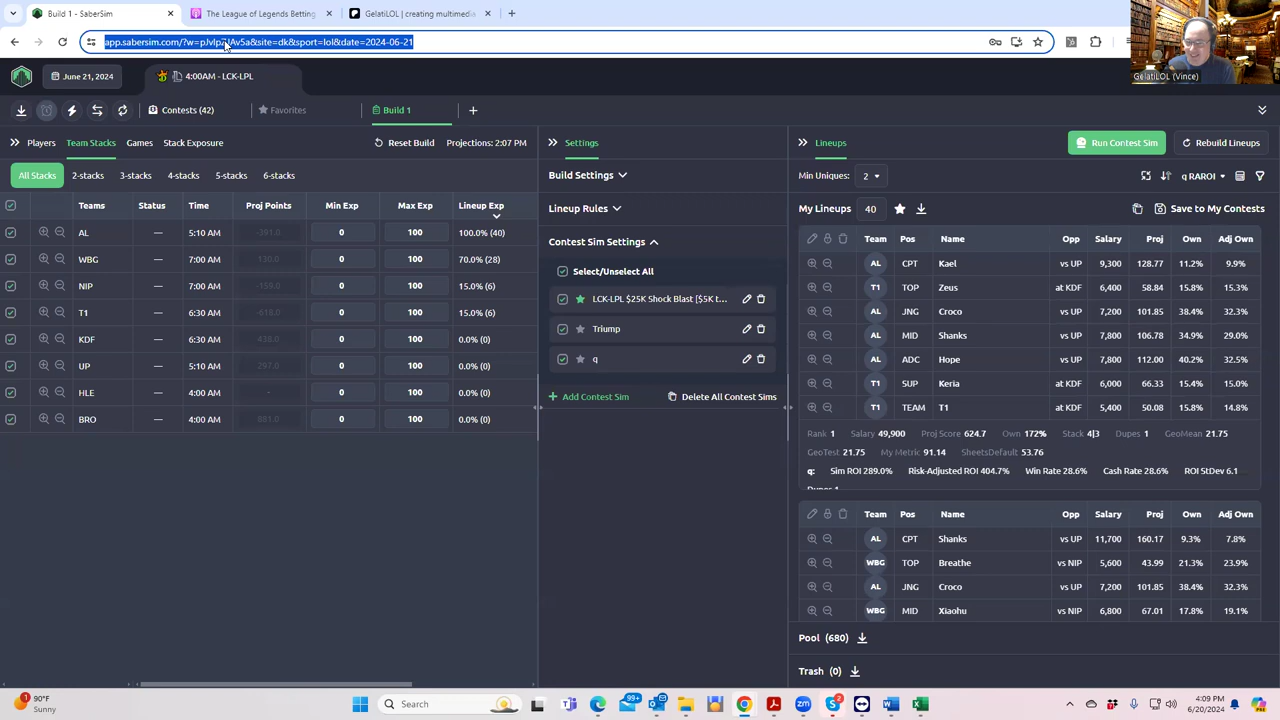 Build 1 - SaberSim
The League of Legends Betting
GelatiLOL | creating multimedia
app.sabersim.com/?w=pJvlpZJAv5a&site=dk&sport=lol&date=2024-06-21
GelatiLOL (Vince)
June 21, 2024
4:00AM - LCK-LPL
Contests (42)
Favorites
Build 1
Players
Team Stacks
Games
Stack Exposure
Reset Build
Projections: 2:07 PM
All Stacks
2-stacks
3-stacks
4-stacks
5-stacks
6-stacks
Teams Status Time Proj Points Min Exp Max Exp Lineup Exp
AL — 5:10 AM -391.0 0 100 100.0% (40)
WBG — 7:00 AM 130.0 0 100 70.0% (28)
NIP — 7:00 AM -159.0 0 100 15.0% (6)
T1 — 6:30 AM -618.0 0 100 15.0% (6)
KDF — 6:30 AM 438.0 0 100 0.0% (0)
UP — 5:10 AM 297.0 0 100 0.0% (0)
HLE — 4:00 AM - 0 100 0.0% (0)
BRO — 4:00 AM 881.0 0 100 0.0% (0)
Settings
Build Settings
Lineup Rules
Contest Sim Settings
Select/Unselect All
LCK-LPL $25K Shock Blast [$5K t...
Triump
q
Add Contest Sim
Delete All Contest Sims
Lineups
Run Contest Sim
Rebuild Lineups
Min Uniques: 2
q RAROI
My Lineups 40
Save to My Contests
Team Pos Name Opp Salary Proj Own Adj Own
AL CPT Kael vs UP 9,300 128.77 11.2% 9.9%
T1 TOP Zeus at KDF 6,400 58.84 15.8% 15.3%
AL JNG Croco vs UP 7,200 101.85 38.4% 32.3%
AL MID Shanks vs UP 7,800 106.78 34.9% 29.0%
AL ADC Hope vs UP 7,800 112.00 40.2% 32.5%
T1 SUP Keria at KDF 6,000 66.33 15.4% 15.0%
T1 TEAM T1 at KDF 5,400 50.08 15.8% 14.8%
Rank 1 Salary 49,900 Proj Score 624.7 Own 172% Stack 4|3 Dupes 1 GeoMean 21.75
GeoTest 21.75 My Metric 91.14 SheetsDefault 53.76
q: Sim ROI 289.0% Risk-Adjusted ROI 404.7% Win Rate 28.6% Cash Rate 28.6% ROI StDev 6.1
Dupes 1
Team Pos Name Opp Salary Proj Own Adj Own
AL CPT Shanks vs UP 11,700 160.17 9.3% 7.8%
WBG TOP Breathe vs NIP 5,600 43.99 21.3% 23.9%
AL JNG Croco vs UP 7,200 101.85 38.4% 32.3%
WBG MID Xiaohu vs NIP 6,800 67.01 17.8% 19.1%
Pool (680)
Trash (0)
1
90°F
Sunny
Search
99+
2
4:09 PM
6/20/2024